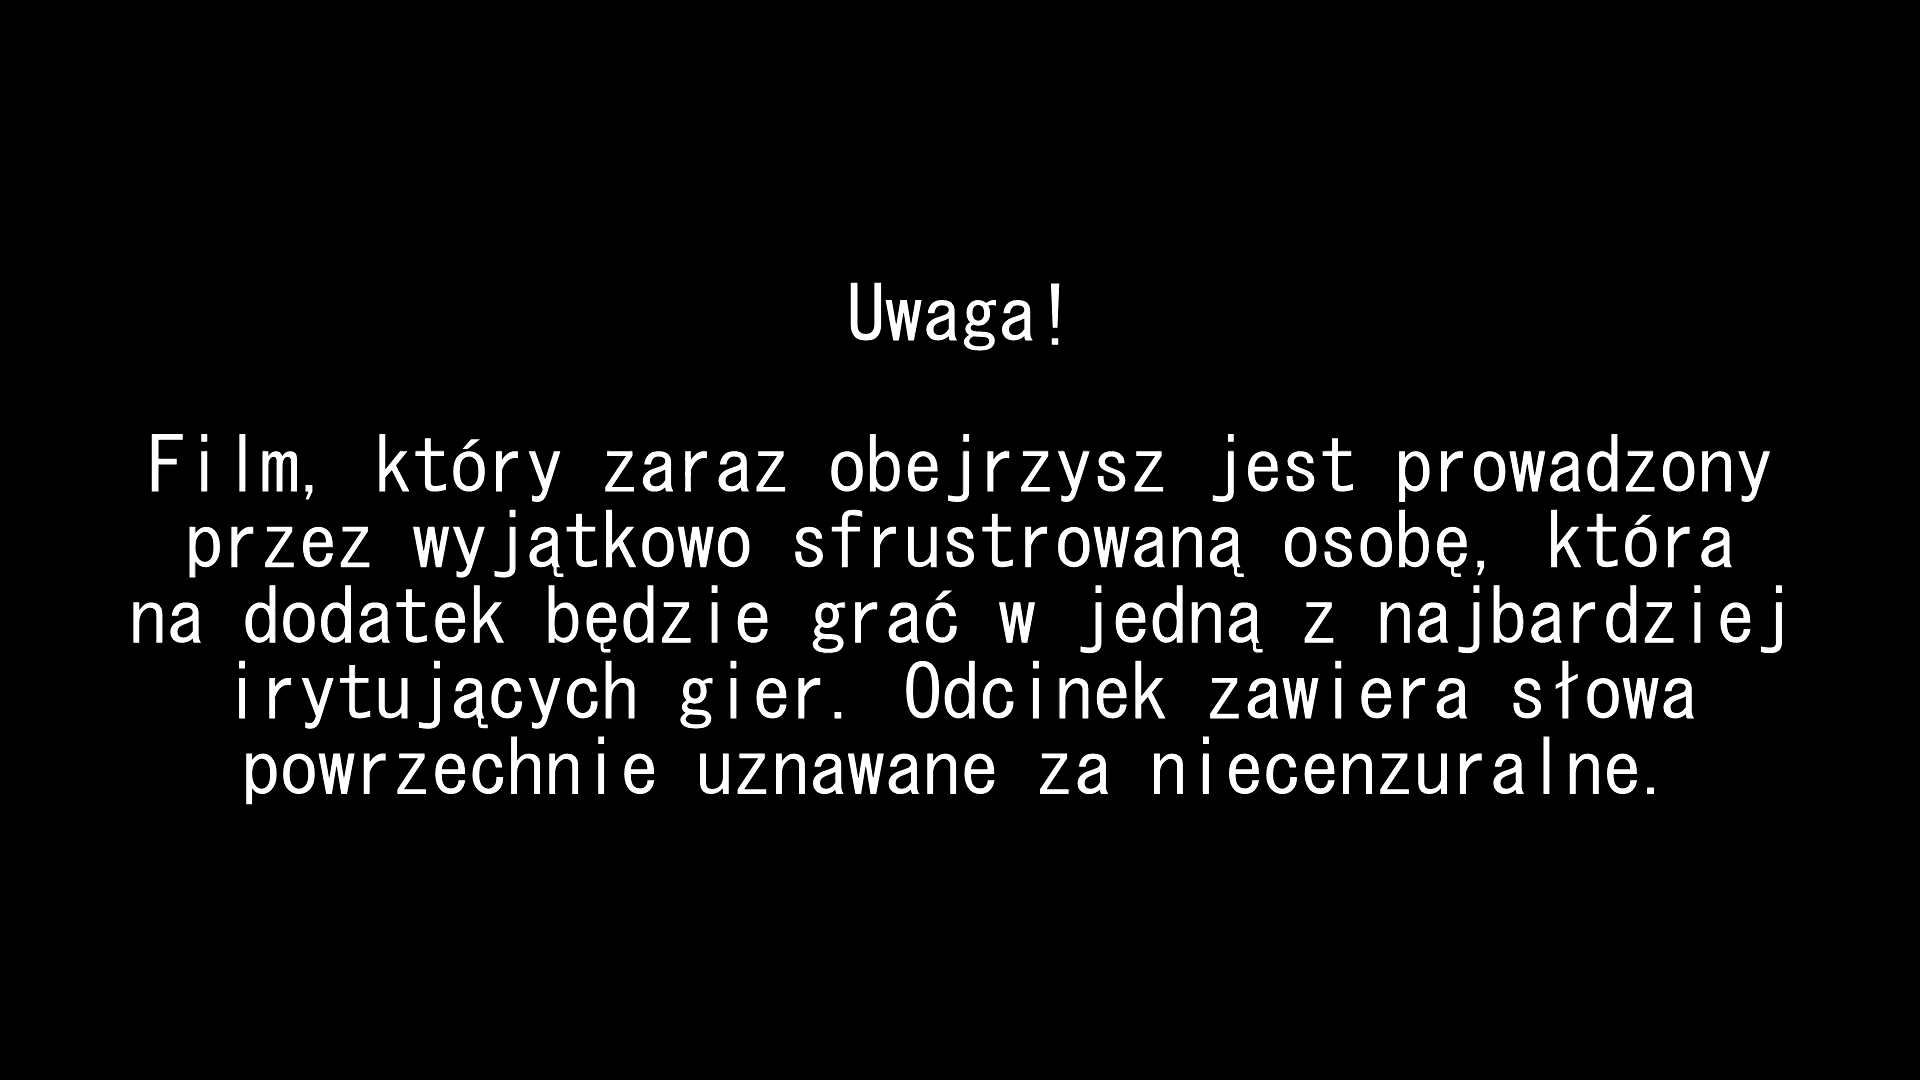 Uwaga!
Film, który zaraz obejrzysz jest prowadzony
przez wyjątkowo sfrustrowaną osobę, która
na dodatek będzie grać w jedną z najbardziej
irytujących gier. Odcinek zawiera słowa
powrzechnie uznawane za niecenzuralne.